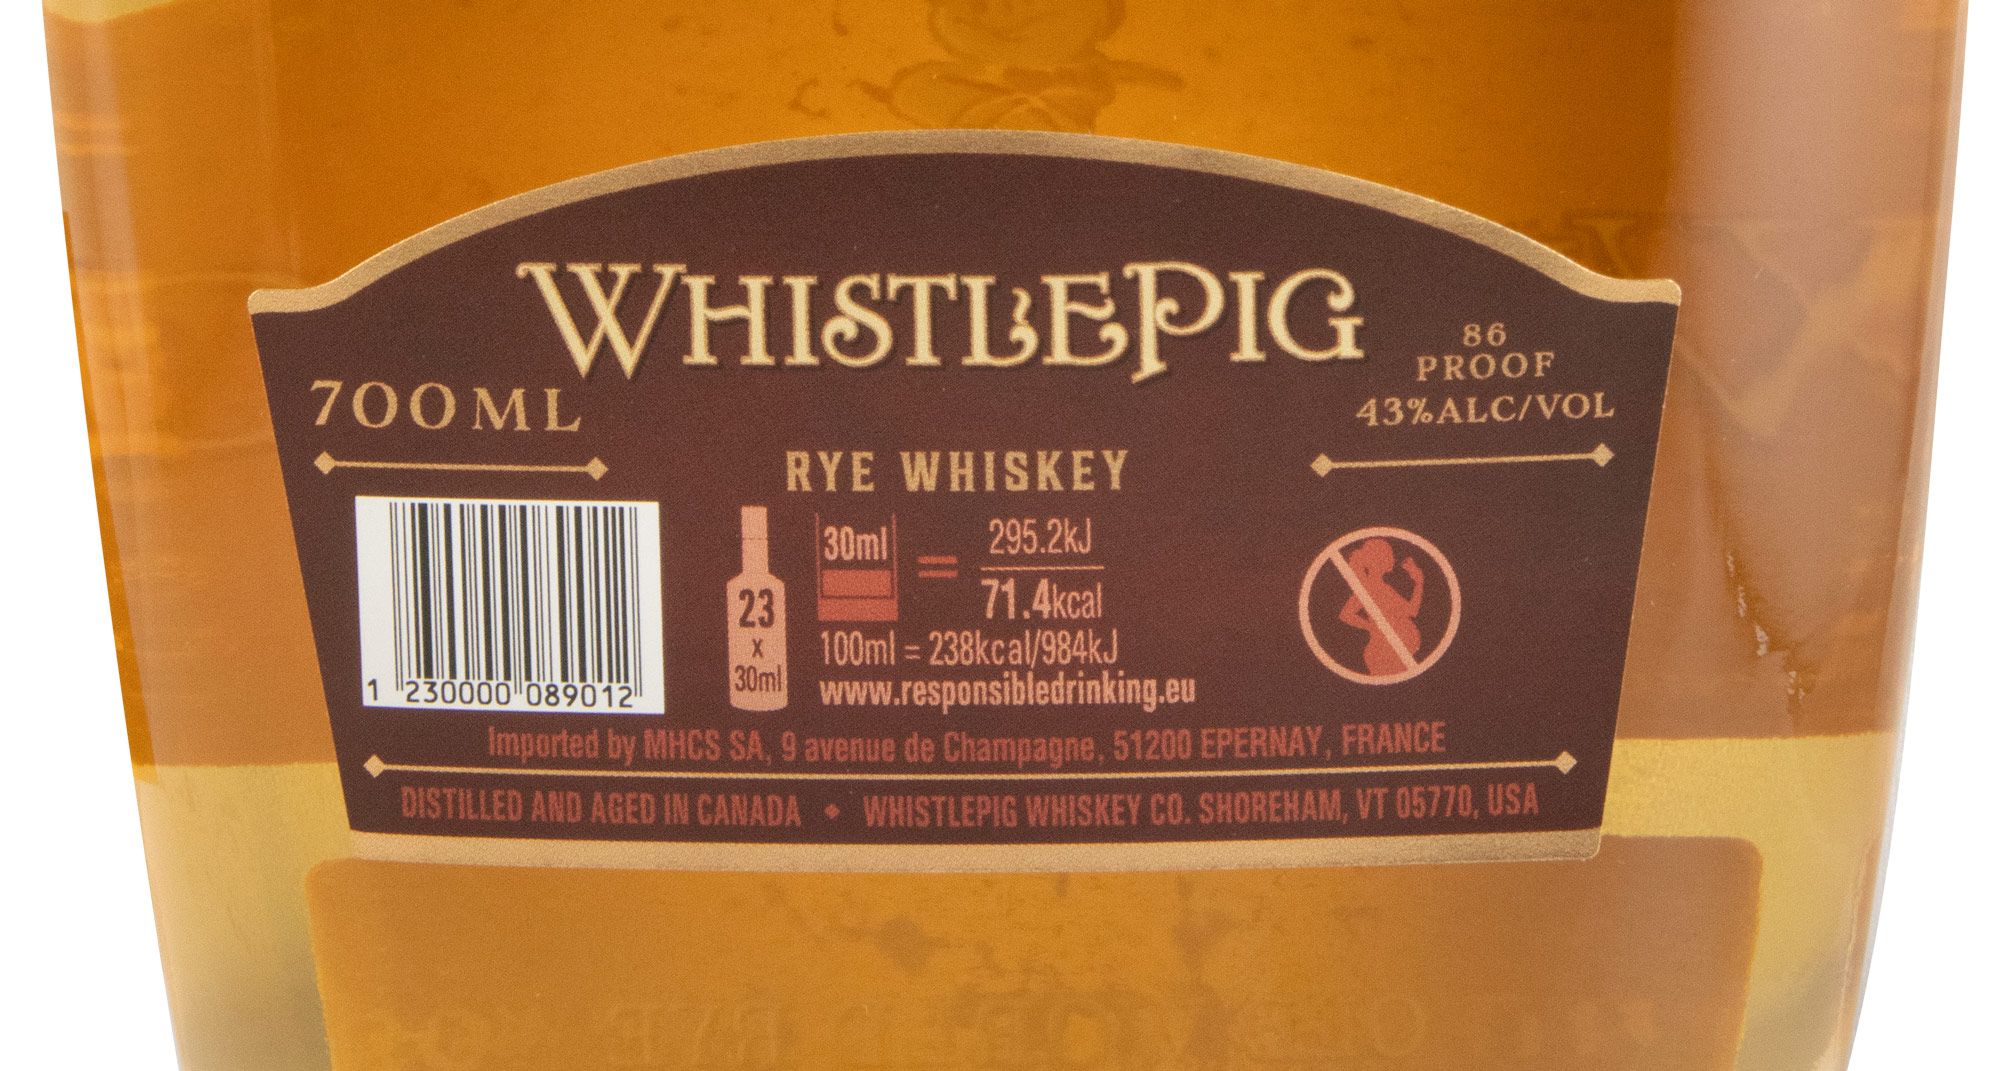 WHISTLEPIG
86
PROOF
43%ALC/VOL
700ML
RYE WHISKEY
1 230000 089012
23
x
30ml
30ml = 295.2kJ
71.4kcal
100ml = 238kcal/984kJ
www.responsibledrinking.eu
Imported by MHCS SA, 9 avenue de Champagne, 51200 EPERNAY, FRANCE
DISTILLED AND AGED IN CANADA • WHISTLEPIG WHISKEY CO. SHOREHAM, VT 05770, USA